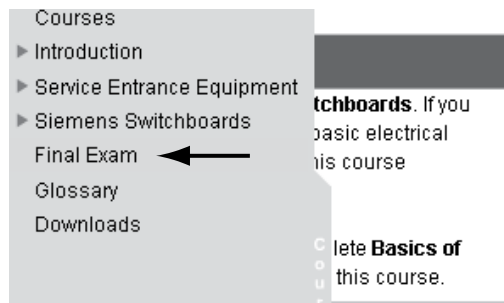 Courses
Introduction
Service Entrance Equipment
Siemens Switchboards
Final Exam
Glossary
Downloads
tchboards. If you
basic electrical
his course
lete Basics of
this course.
C
o
u